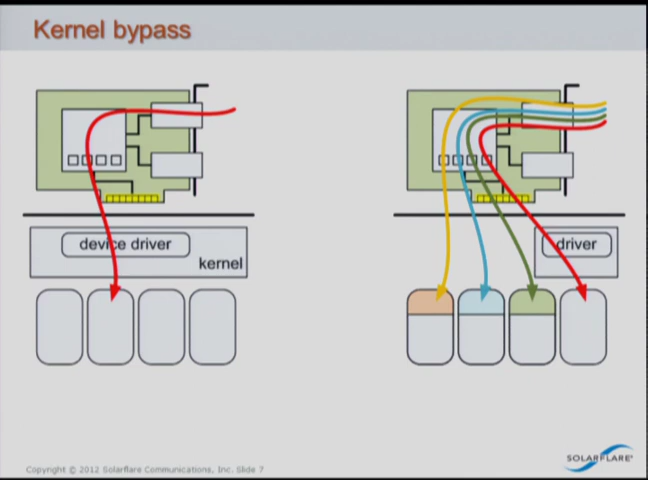 Kernel bypass
device driver
kernel
driver
Copyright © 2012 Solarflare Communications, Inc. Slide 7
SOLARFLARE®